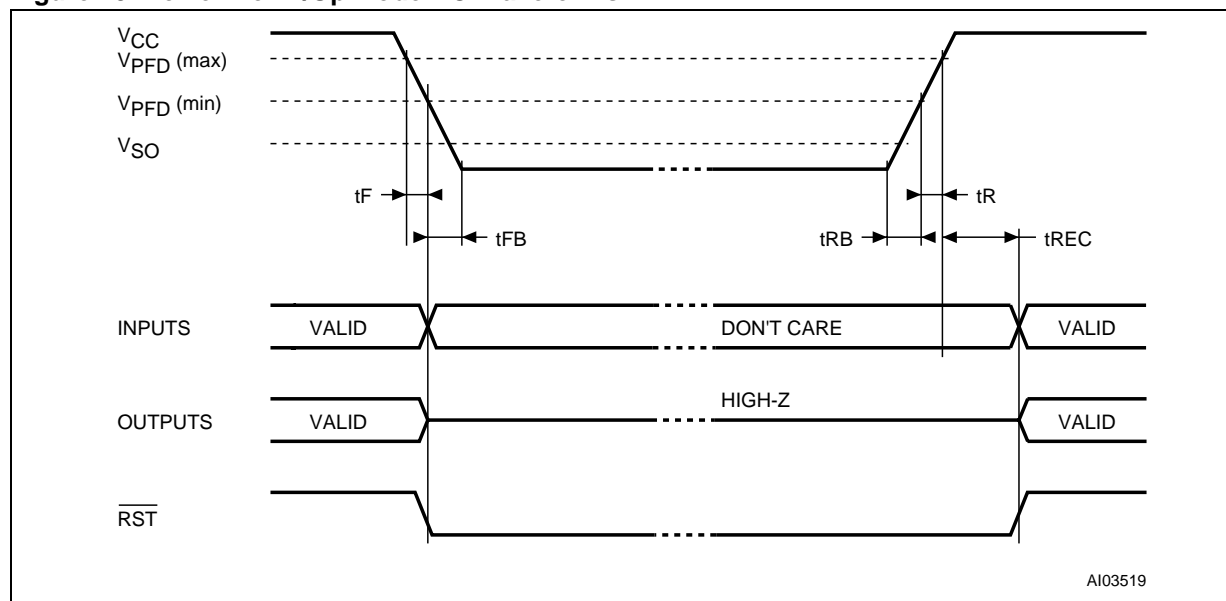 VCC
VPFD (max)
VPFD (min)
VSO
tF
tR
tFB
tRB
tREC
INPUTS
VALID
DON'T CARE
VALID
HIGH-Z
OUTPUTS
VALID
VALID
RST
AI03519